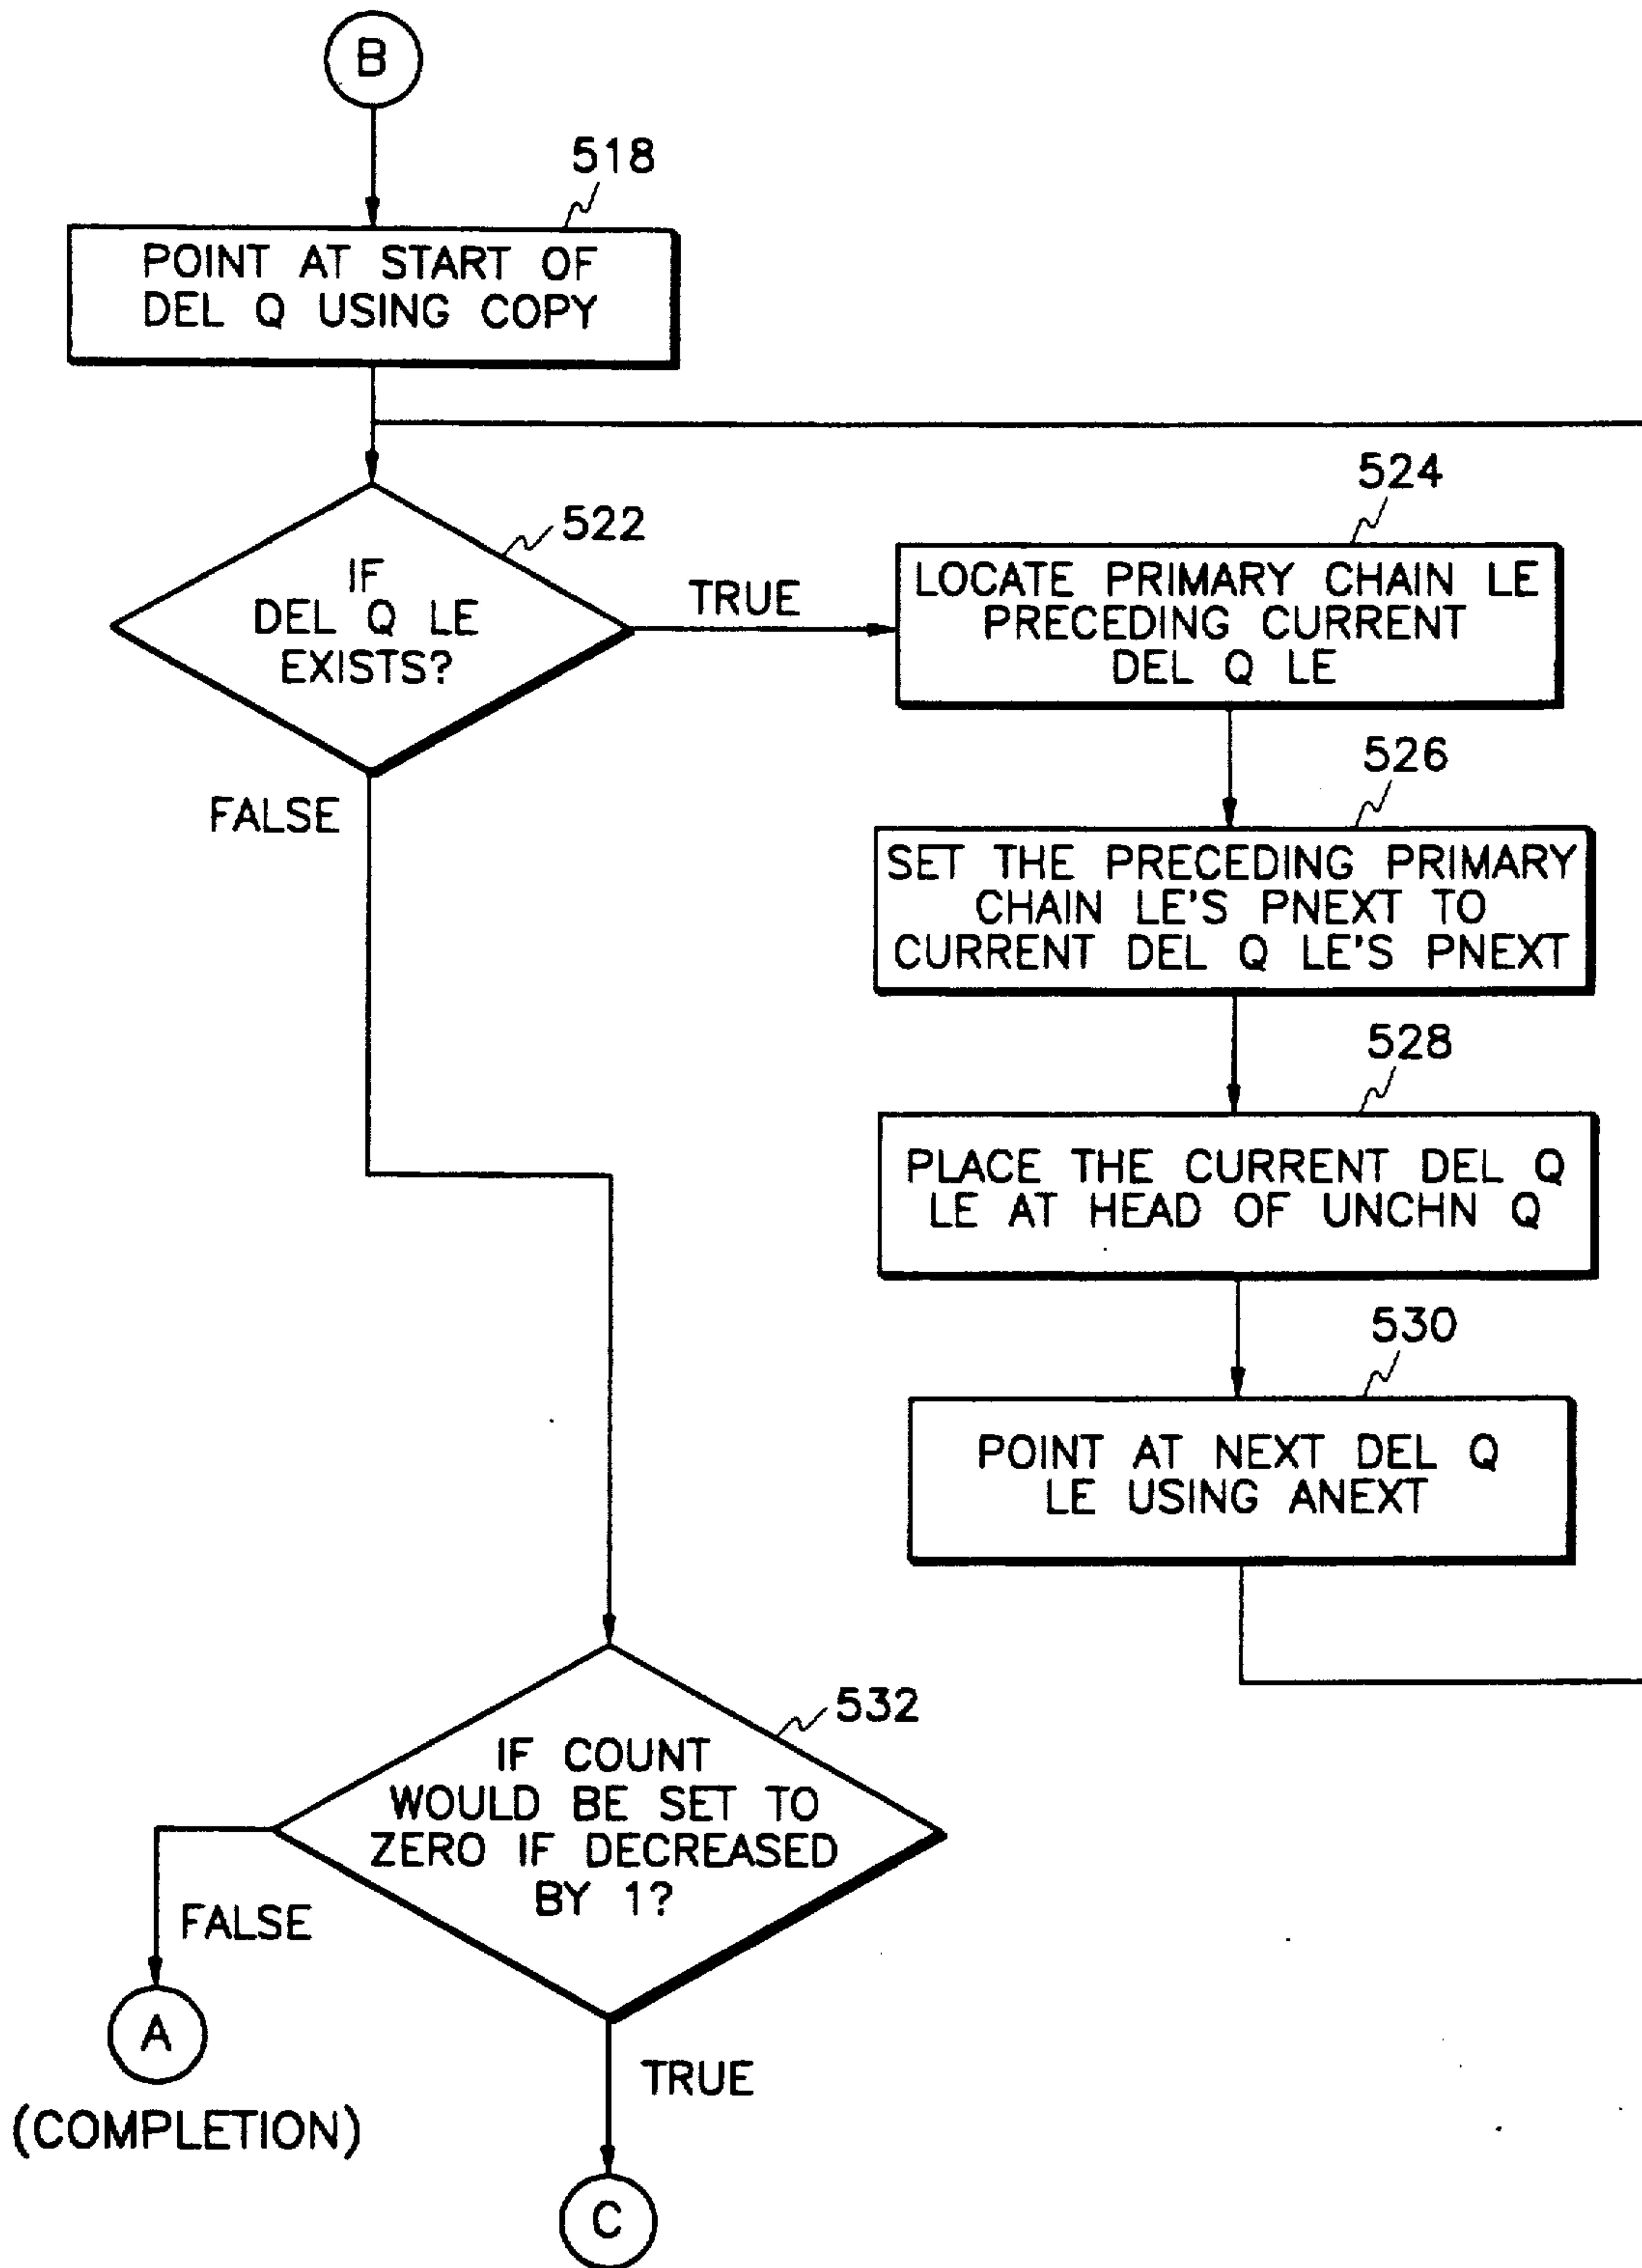 B
518
POINT AT START OF
DEL Q USING COPY
524
522
IF
DEL Q LE
EXISTS?
TRUE
LOCATE PRIMARY CHAIN LE
PRECEDING CURRENT
DEL Q LE
FALSE
526
SET THE PRECEDING PRIMARY
CHAIN LE'S PNEXT TO
CURRENT DEL Q LE'S PNEXT
528
PLACE THE CURRENT DEL Q
LE AT HEAD OF UNCHN Q
530
POINT AT NEXT DEL Q
LE USING ANEXT
532
IF COUNT
WOULD BE SET TO
ZERO IF DECREASED
BY 1?
FALSE
A
(COMPLETION)
TRUE
C